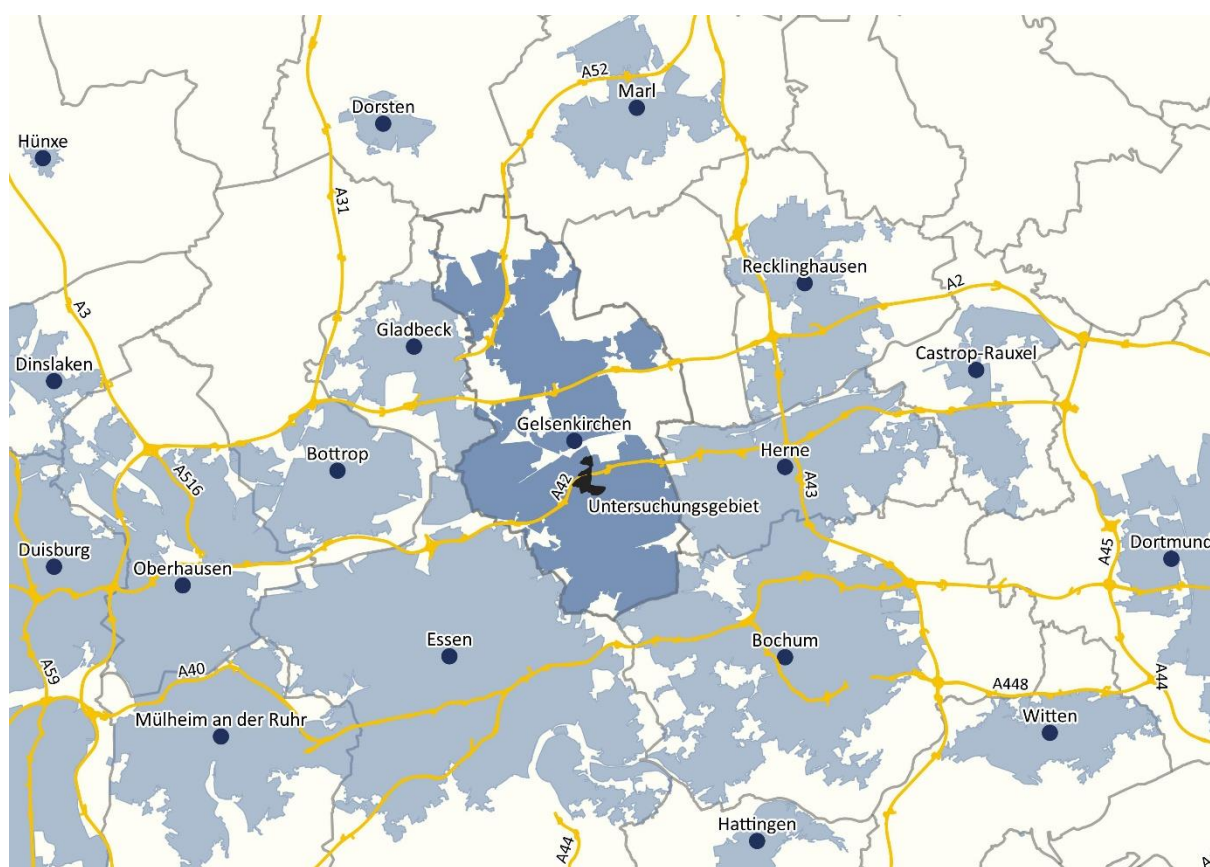 A52
Marl
Dorsten
Hünxe
A31
Recklinghausen
A2
A3
Gladbeck
Castrop-Rauxel
Dinslaken
Gelsenkirchen
Bottrop
Herne
A516
A42
A43
Untersuchungsgebiet
Duisburg
Oberhausen
A45
Dortmund
Essen
Bochum
A59
A40
A448
A44
Mülheim an der Ruhr
Witten
Hattingen
A44